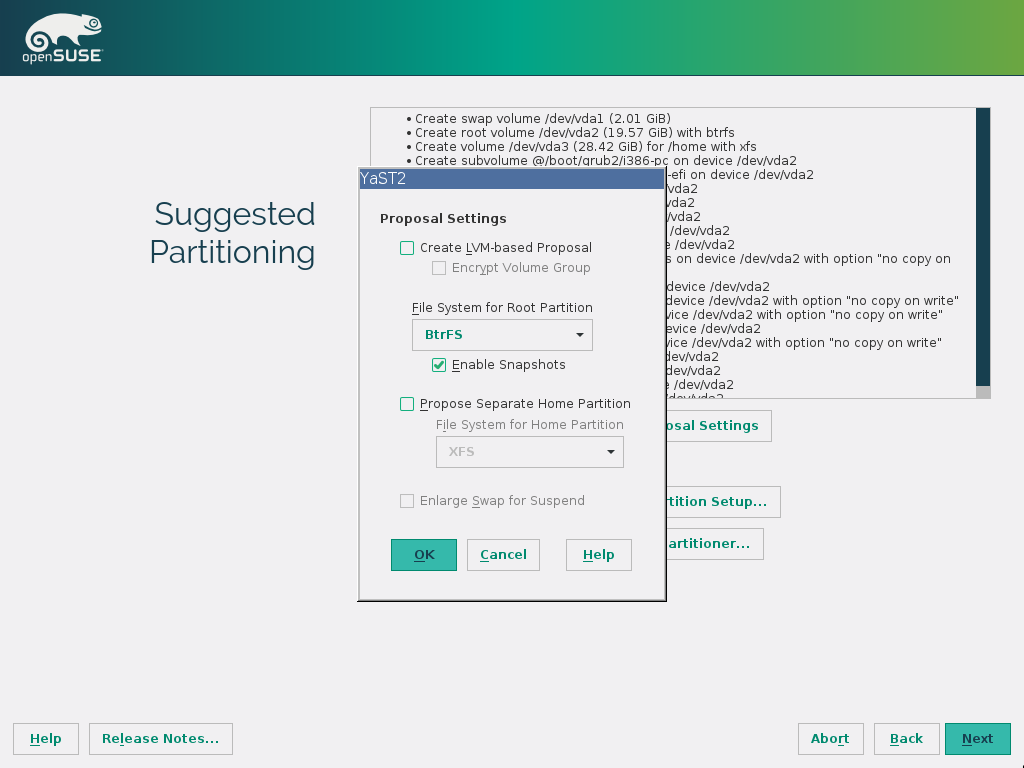 openSUSE
Suggested
Partitioning
• Create swap volume /dev/vda1 (2.01 GiB)
• Create root volume /dev/vda2 (19.57 GiB) with btrfs
• Create volume /dev/vda3 (28.42 GiB) for /home with xfs
• Create subvolume @/boot/grub2/i386-pc on device /dev/vda2
-efi on device /dev/vda2
/vda2
vda2
/vda2
/dev/vda2
/dev/vda2
s on device /dev/vda2 with option "no copy on
device /dev/vda2
device /dev/vda2 with option "no copy on write"
vice /dev/vda2 with option "no copy on write"
evice /dev/vda2
vice /dev/vda2 with option "no copy on write"
dev/vda2
dev/vda2
/dev/vda2
/dev/vda2
YaST2
Proposal Settings
Create LVM-based Proposal
Encrypt Volume Group
File System for Root Partition
BtrFS
Enable Snapshots
Propose Separate Home Partition
File System for Home Partition
XFS
Enlarge Swap for Suspend
OK Cancel Help
osal Settings
tition Setup...
artitioner...
Help Release Notes... Abort Back Next